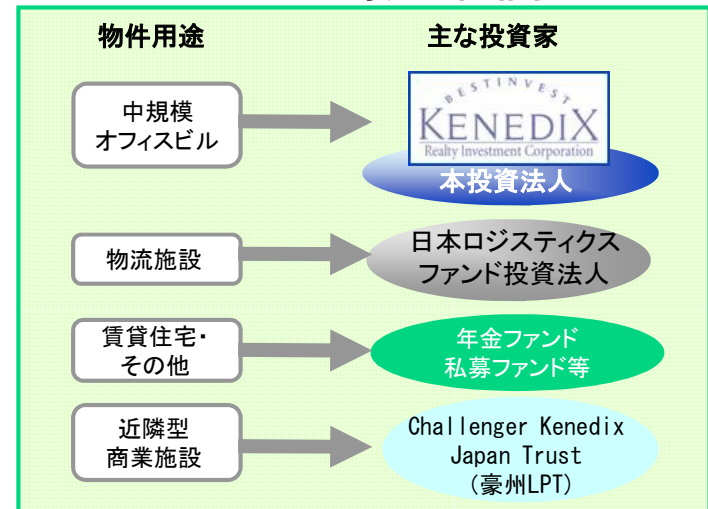 物件用途
主な投資家
中規模
オフィスビル
BESTINVEST
KENEDIX
Realty Investment Corporation
本投資法人
物流施設
日本ロジスティクス
ファンド投資法人
賃貸住宅・
その他
年金ファンド
私募ファンド等
近隣型
商業施設
Challenger Kenedix
Japan Trust
（豪州LPT）